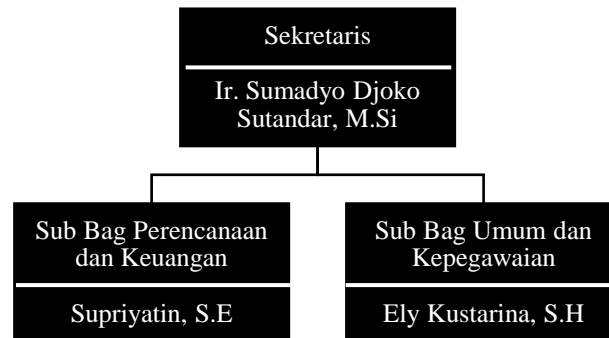 Sekretaris
Ir. Sumadyo Djoko
Sutandar, M.Si
Sub Bag Perencanaan
dan Keuangan
Supriyatin, S.E
Sub Bag Umum dan
Kepegawaian
Ely Kustarina, S.H